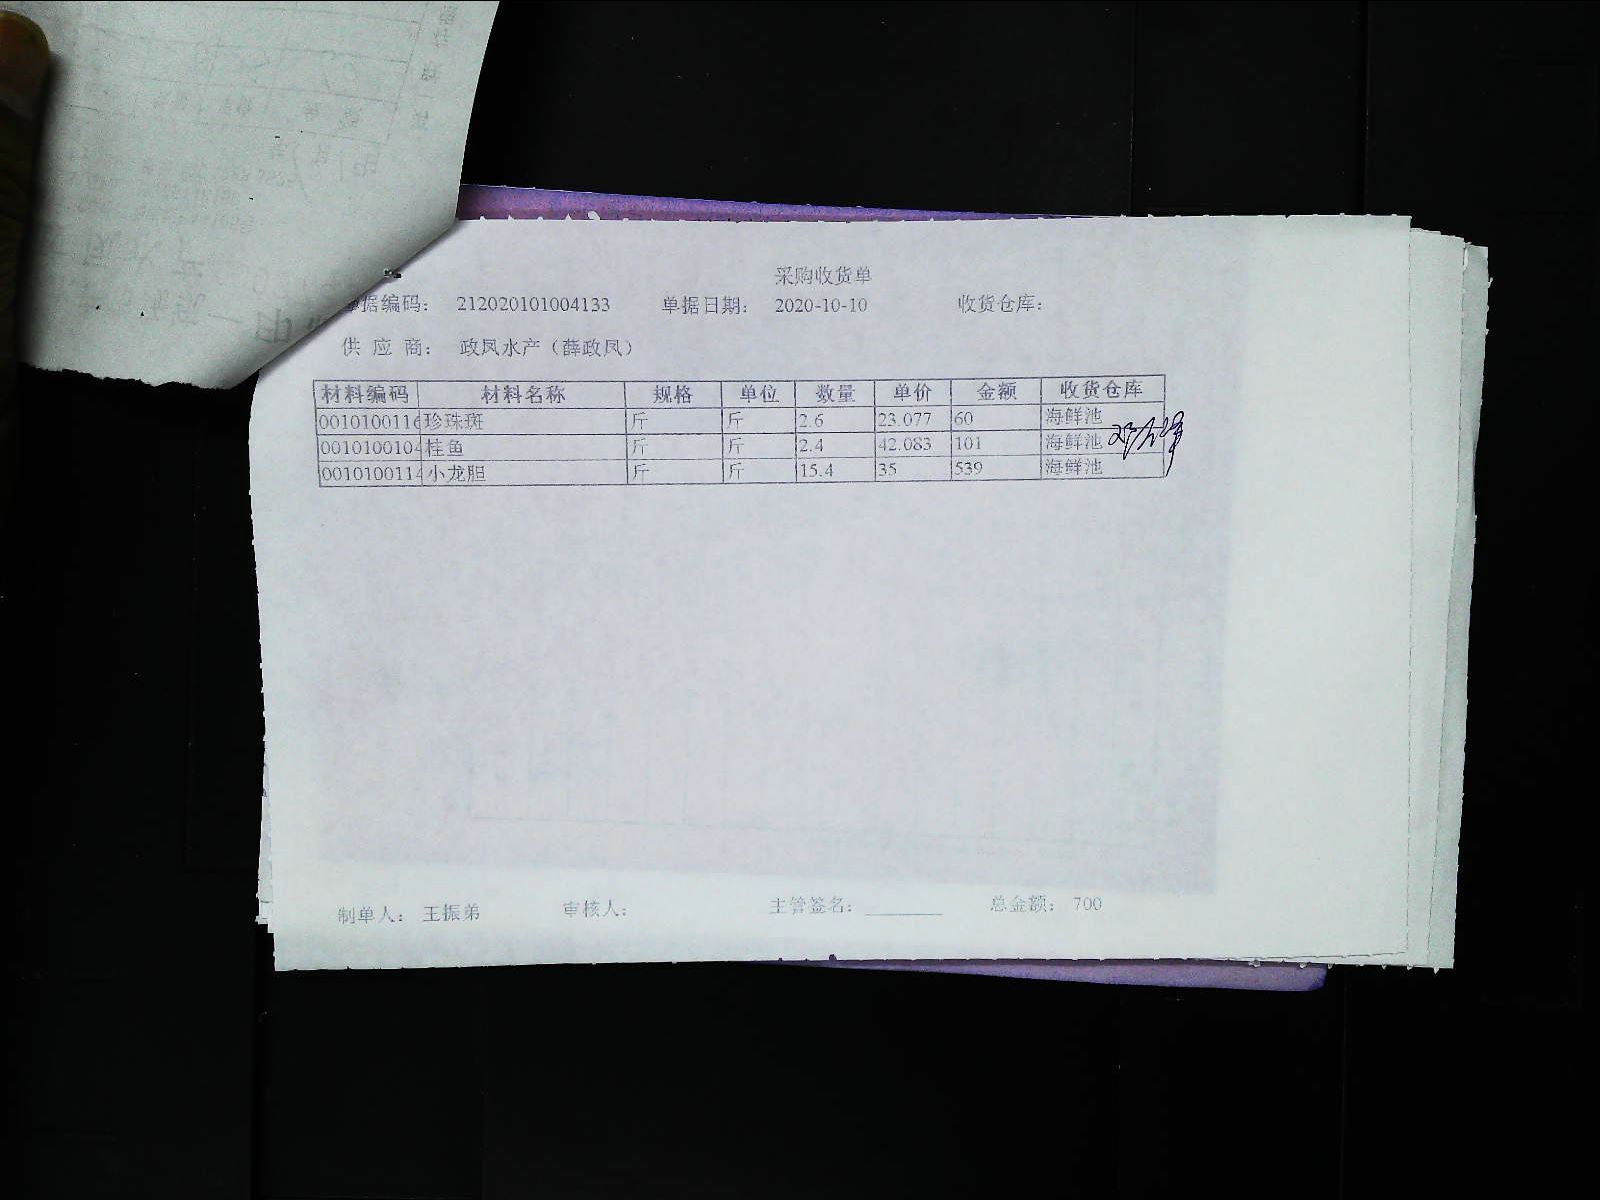 采购收货单
单据编码： 212020101004133 单据日期： 2020-10-10 收货仓库：
供 应 商： 政凤水产（薛政凤）
材料编码 材料名称 规格 单位 数量 单价 金额 收货仓库
0010100116 珍珠斑 斤 斤 2.6 23.077 60 海鲜池
0010100104 桂鱼 斤 斤 2.4 42.083 101 海鲜池
0010100114 小龙胆 斤 斤 15.4 35 539 海鲜池
制单人： 王振弟 审核人： 主管签名： ________ 总金额： 700